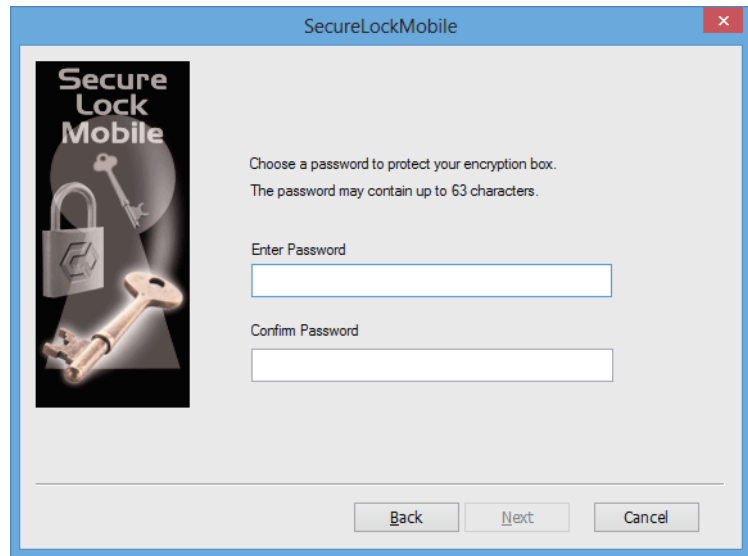 SecureLockMobile
Secure
Lock
Mobile
Choose a password to protect your encryption box.
The password may contain up to 63 characters.
Enter Password
Confirm Password
Back
Next
Cancel